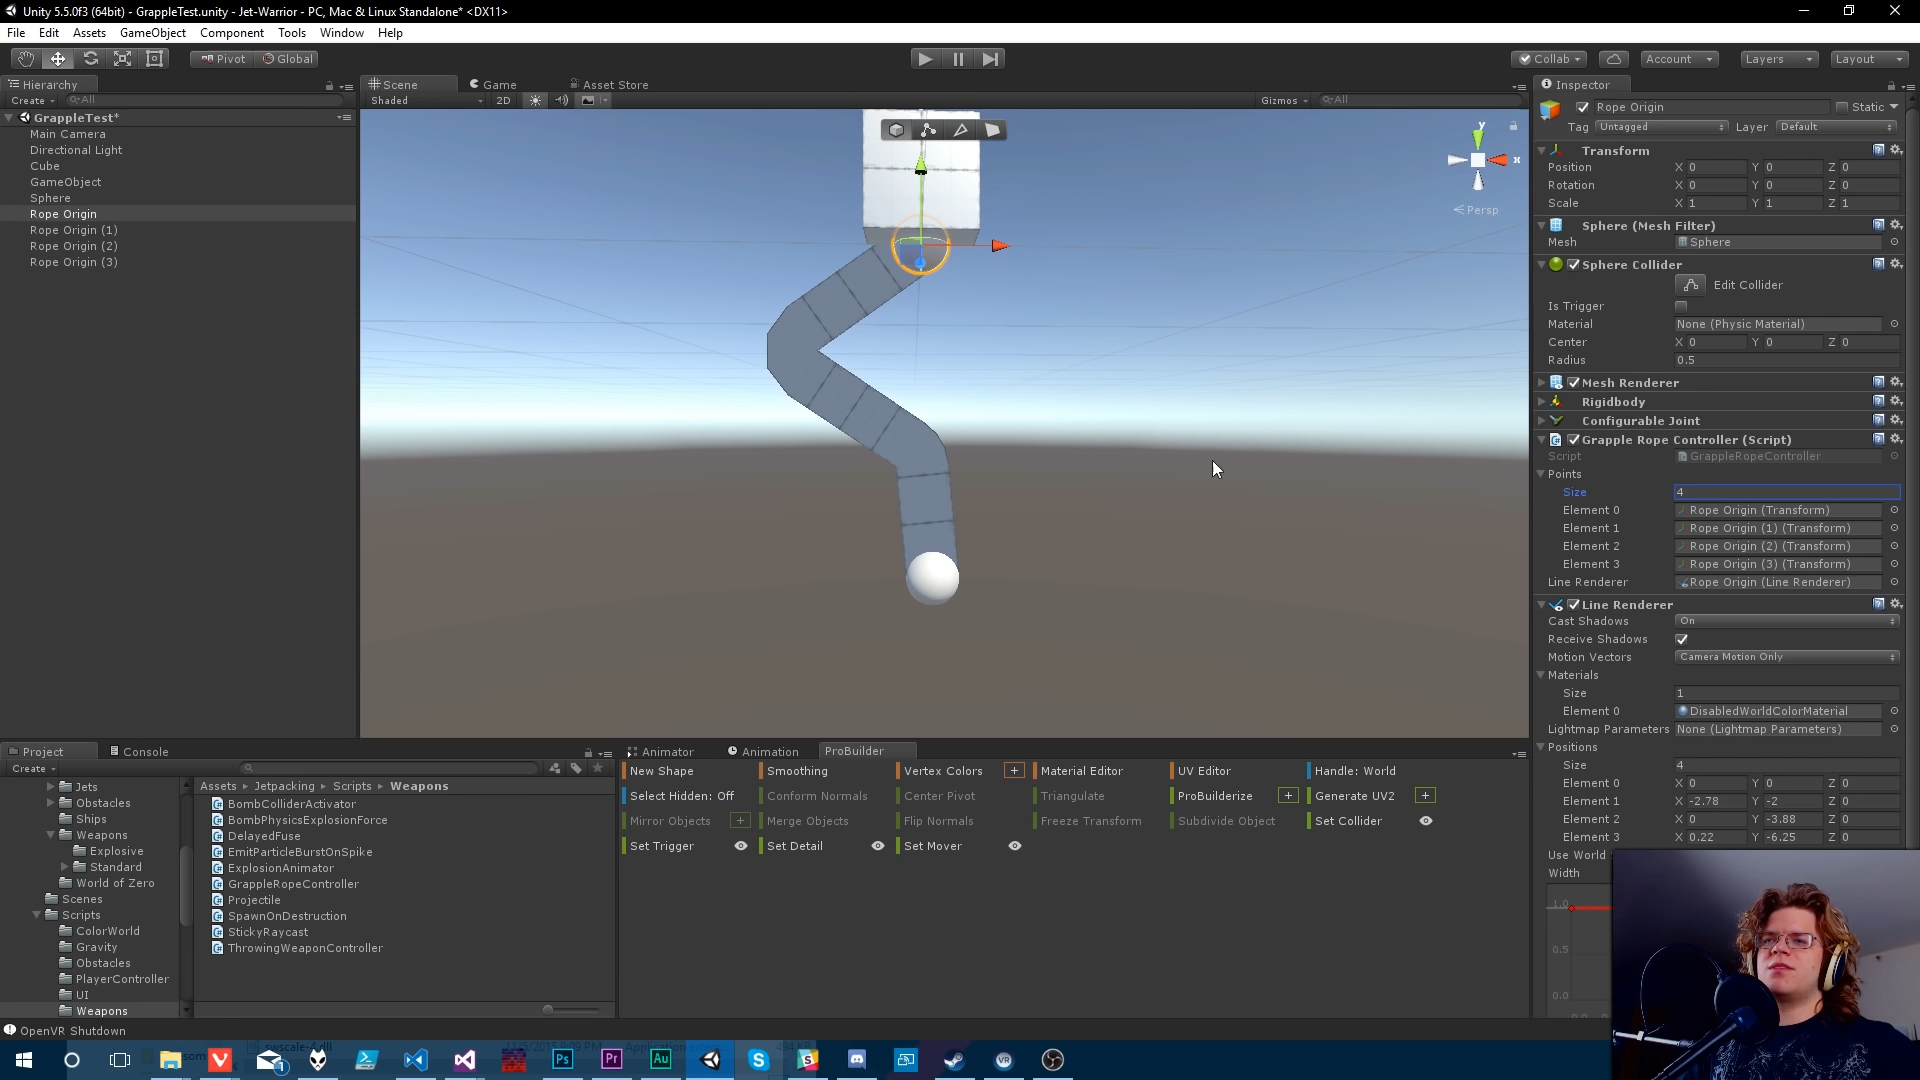 Unity 5.5.0f3 (64bit) - GrappleTest.unity - Jet-Warrior - PC, Mac & Linux Standalone* <DX11>
File Edit Assets GameObject Component Tools Window Help
Pivot Global Collab Account Layers Layout
Hierarchy
Create All
GrappleTest*
Main Camera
Directional Light
Cube
GameObject
Sphere
Rope Origin
Rope Origin (1)
Rope Origin (2)
Rope Origin (3)
Scene Game Asset Store
Shaded 2D Gizmos All
y
x
Persp
Inspector
Rope Origin Static
Tag Untagged Layer Default
Transform
Position X 0 Y 0 Z 0
Rotation X 0 Y 0 Z 0
Scale X 1 Y 1 Z 1
Sphere (Mesh Filter)
Mesh Sphere
Sphere Collider
Edit Collider
Is Trigger
Material None (Physic Material)
Center X 0 Y 0 Z 0
Radius 0.5
Mesh Renderer
Rigidbody
Configurable Joint
Grapple Rope Controller (Script)
Script GrappleRopeController
Points
Size 4
Element 0 Rope Origin (Transform)
Element 1 Rope Origin (1) (Transform)
Element 2 Rope Origin (2) (Transform)
Element 3 Rope Origin (3) (Transform)
Line Renderer Rope Origin (Line Renderer)
Line Renderer
Cast Shadows On
Receive Shadows
Motion Vectors Camera Motion Only
Materials
Size 1
Element 0 DisabledWorldColorMaterial
Lightmap Parameters None (Lightmap Parameters)
Positions
Size 4
Element 0 X 0 Y 0 Z 0
Element 1 X -2.78 Y -2 Z 0
Element 2 X 0 Y -3.88 Z 0
Element 3 X 0.22 Y -6.25 Z 0
Use World
Width
1.0
0.5
0.0
Project Console
Create
Jets
Obstacles
Ships
Weapons
Explosive
Standard
World of Zero
Scenes
Scripts
ColorWorld
Gravity
Obstacles
PlayerController
UI
Weapons
Assets Jetpacking Scripts Weapons
BombColliderActivator
BombPhysicsExplosionForce
DelayedFuse
EmitParticleBurstOnSpike
ExplosionAnimator
GrappleRopeController
Projectile
SpawnOnDestruction
StickyRaycast
ThrowingWeaponController
Animator Animation ProBuilder
New Shape Smoothing Vertex Colors + Material Editor UV Editor Handle: World
Select Hidden: Off Conform Normals Center Pivot Triangulate ProBuilderize + Generate UV2 +
Mirror Objects + Merge Objects Flip Normals Freeze Transform Subdivide Object Set Collider
Set Trigger Set Detail Set Mover
OpenVR Shutdown
Ps Pr Au